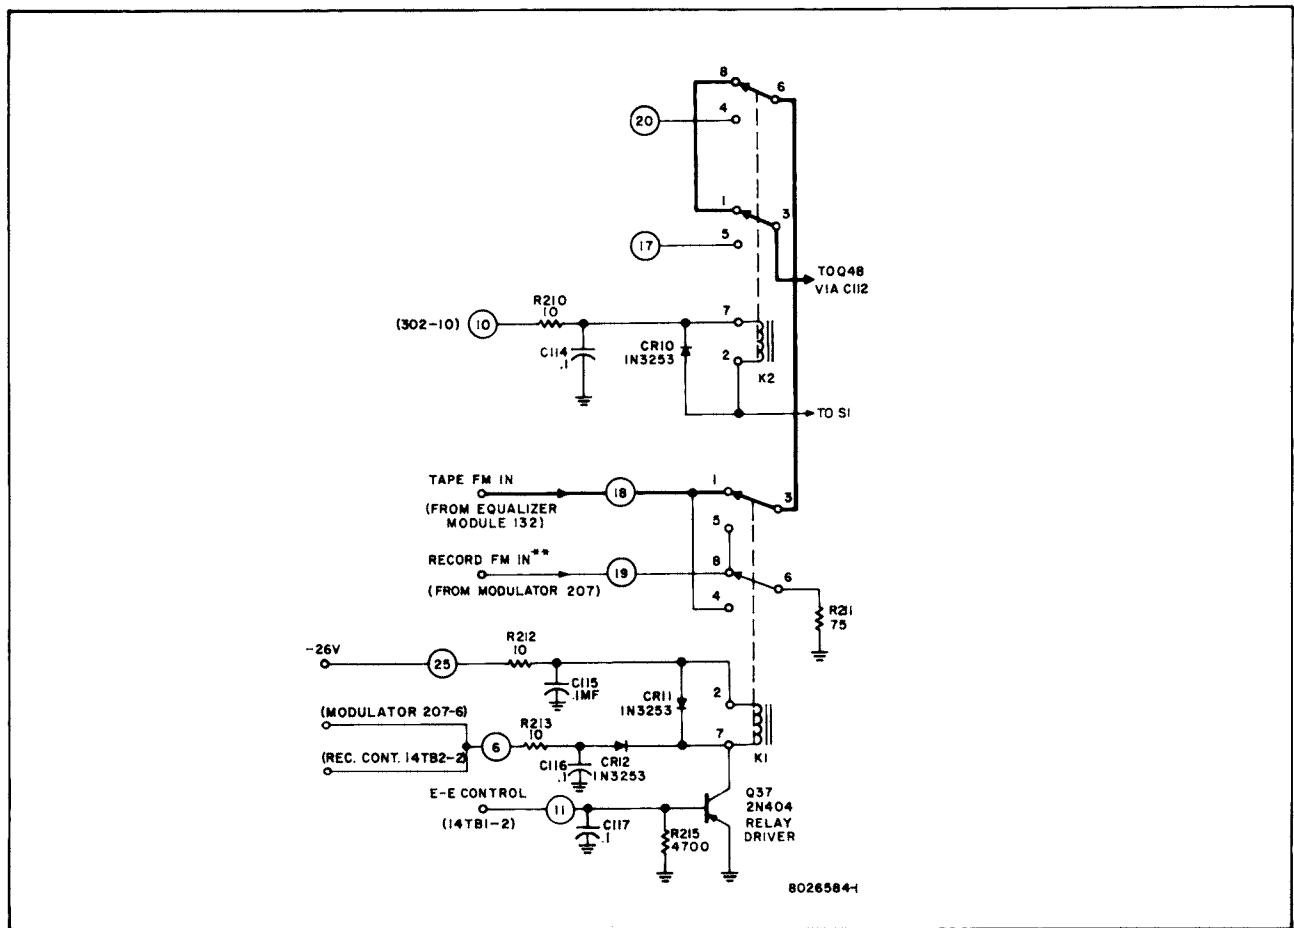 8
6
4
20
1
3
5
17
TO Q48
VIA C112
R210
10
7
(302-10)
10
C114
.1
CR10
1N3253
2
K2
TO S1
TAPE FM IN
1
18
3
(FROM EQUALIZER
MODULE 132)
5
RECORD FM IN**
8
19
6
(FROM MODULATOR 207)
4
R211
75
R212
10
-26V
25
C115
.1MF
CR11
1N3253
2
(MODULATOR 207-6)
R213
10
6
7
K1
(REC. CONT. 14TB2-2)
C116
.1
CR12
1N3253
E-E CONTROL
11
(14TB1-2)
C117
.1
R215
4700
Q37
2N404
RELAY
DRIVER
8026584-1